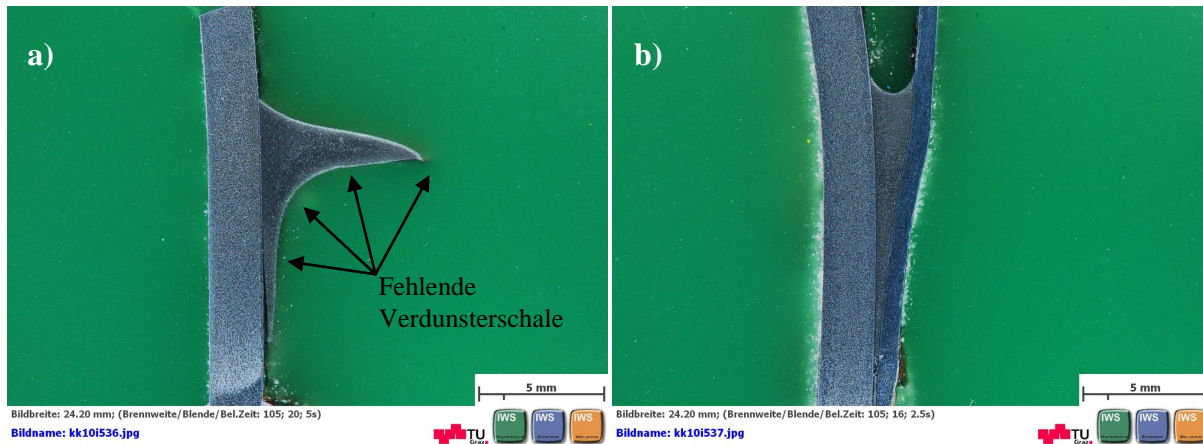 a)
Fehlende
Verdunsterschale
5 mm
Bildbreite: 24.20 mm; (Brennweite/Blende/Bel.Zeit: 105; 20; 5s)
Bildname: kk10i536.jpg
TU
Graz
IWS
IWS
IWS
b)
5 mm
Bildbreite: 24.20 mm; (Brennweite/Blende/Bel.Zeit: 105; 16; 2.5s)
Bildname: kk10i537.jpg
TU
Graz
IWS
IWS
IWS